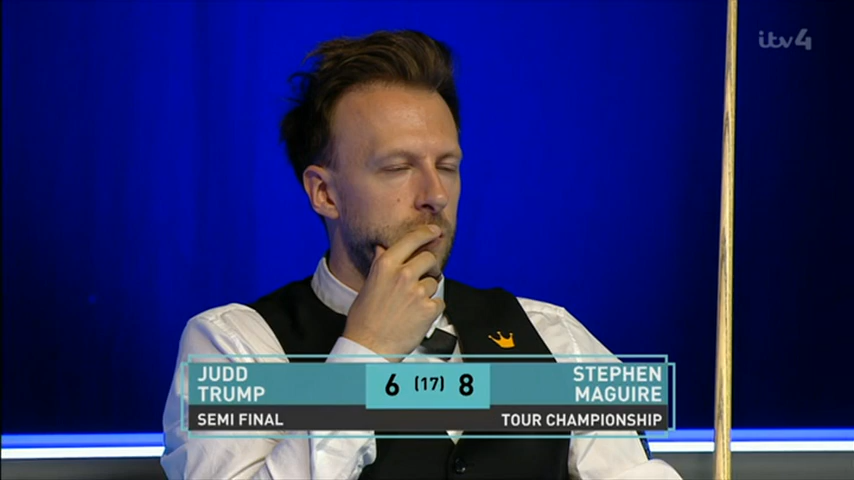 itv4
JUDD
TRUMP
6 (17) 8
STEPHEN
MAGUIRE
SEMI FINAL
TOUR CHAMPIONSHIP